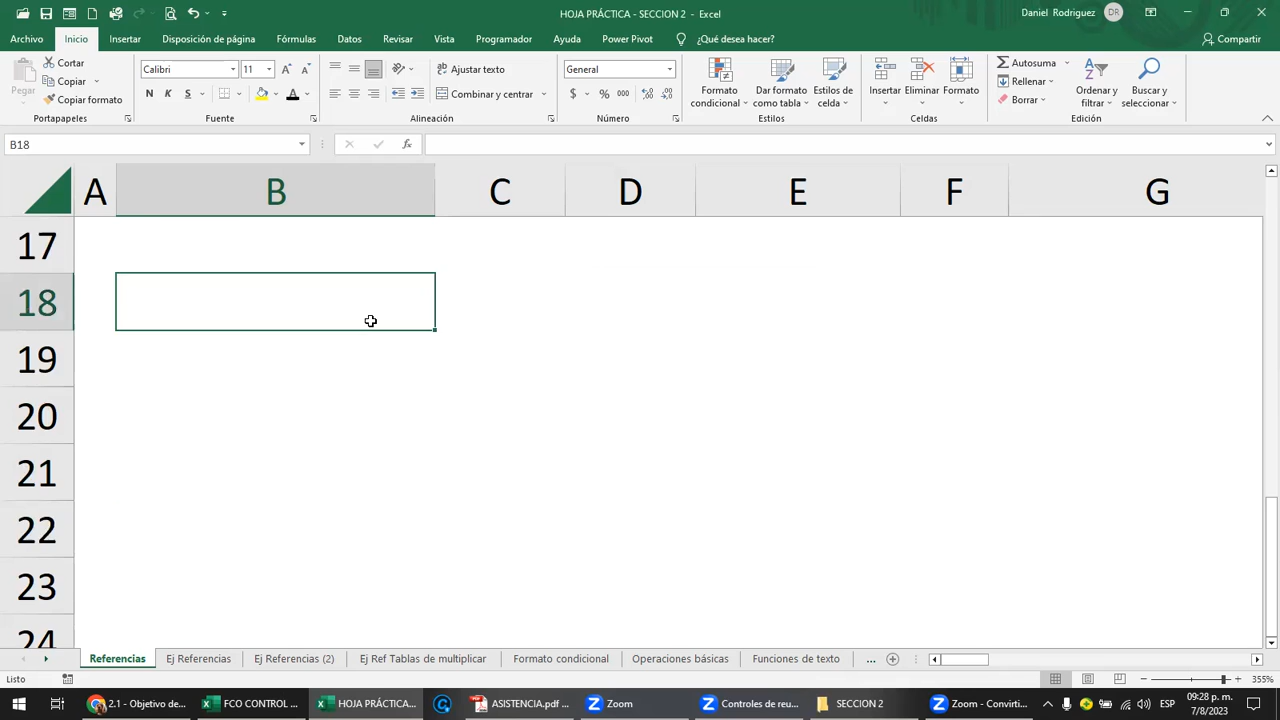 HOJA PRÁCTICA - SECCION 2 - Excel
Daniel Rodriguez DR
Archivo Inicio Insertar Disposición de página Fórmulas Datos Revisar Vista Programador Ayuda Power Pivot ¿Qué desea hacer? Compartir
Pegar
Cortar
Copiar
Copiar formato
Portapapeles
Calibri 11
N K S
Fuente
Ajustar texto
Combinar y centrar
Alineación
General
$ % 000
Número
Formato condicional
Dar formato como tabla
Estilos de celda
Estilos
Insertar Eliminar Formato
Celdas
Autosuma
Rellenar
Borrar
Ordenar y filtrar
Buscar y seleccionar
Edición
B18 fx
A B C D E F G
17
18
19
20
21
22
23
24
Referencias Ej Referencias Ej Referencias (2) Ej Ref Tablas de multiplicar Formato condicional Operaciones básicas Funciones de texto ...
Listo 355%
2.1 - Objetivo de... FCO CONTROL ... HOJA PRÁCTICA... ASISTENCIA.pdf ... Zoom Controles de reu... SECCION 2 Zoom - Convirti... ESP 09:28 p. m.
7/8/2023